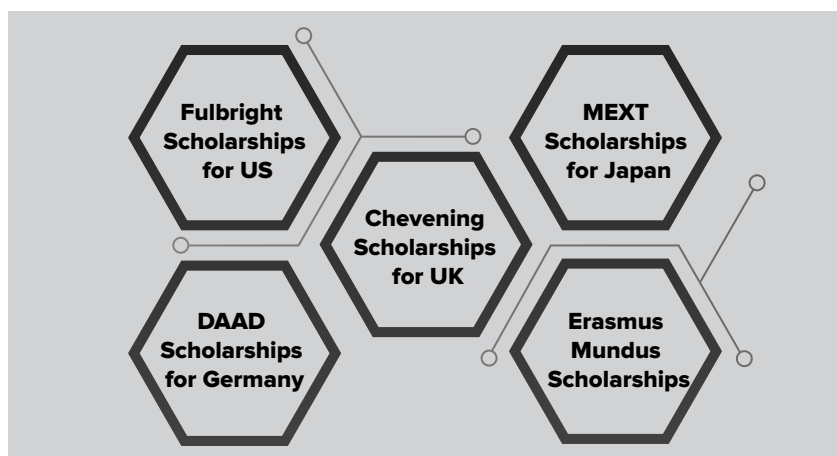 Fulbright
Scholarships
for US
MEXT
Scholarships
for Japan
Chevening
Scholarships
for UK
DAAD
Scholarships
for Germany
Erasmus
Mundus
Scholarships